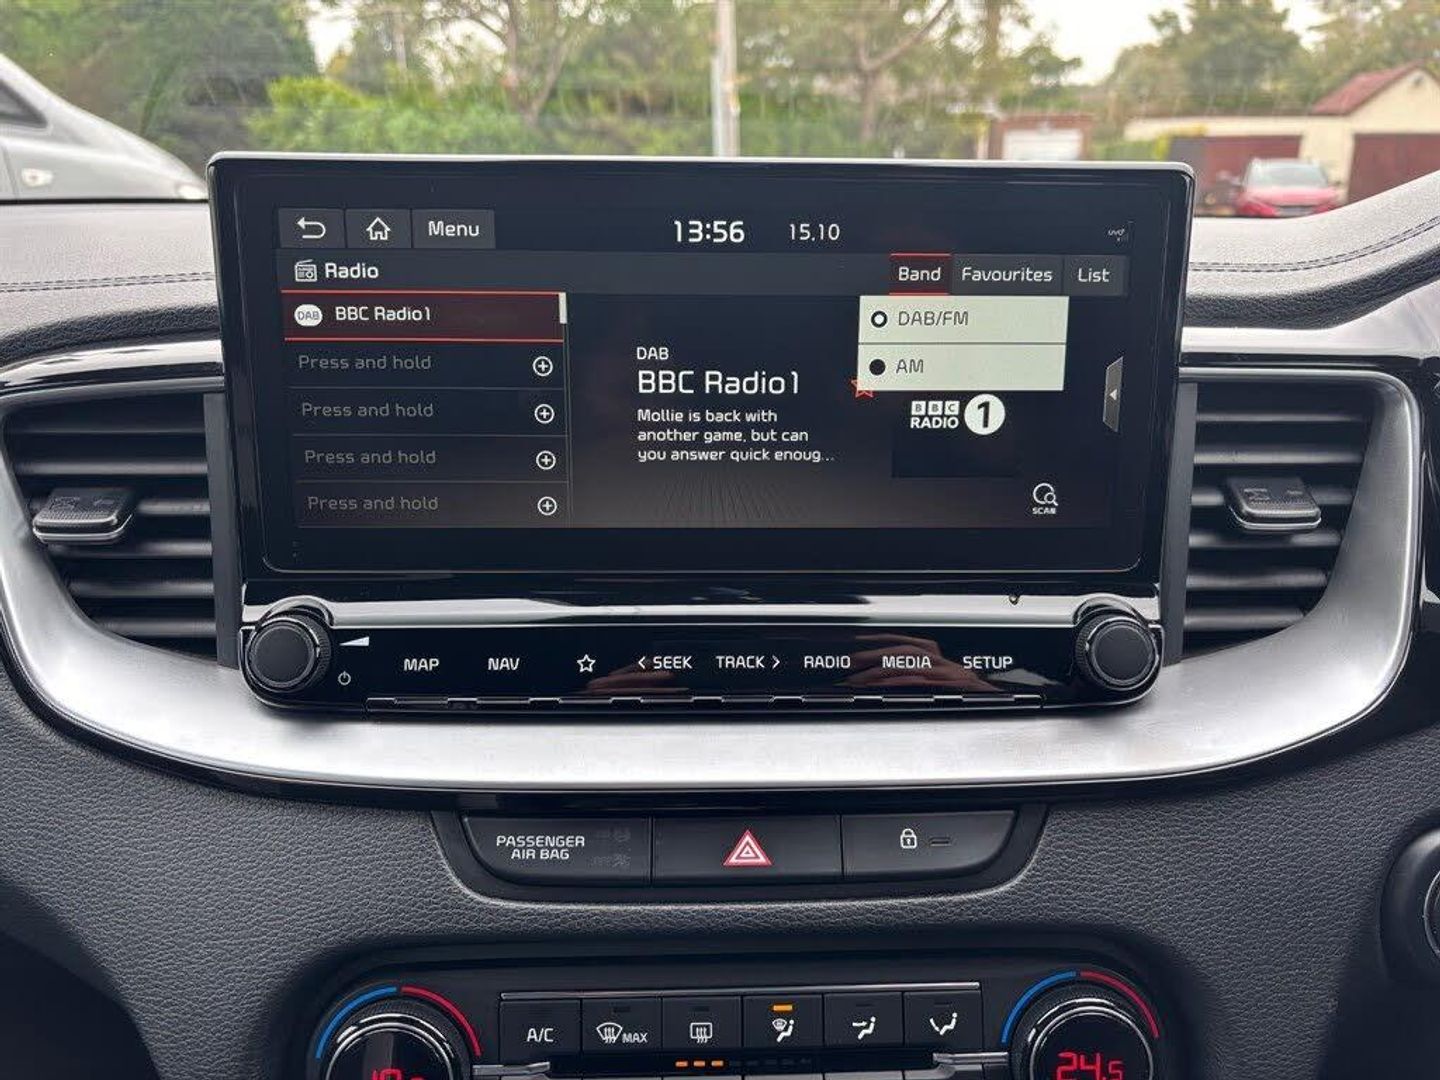 Menu
13:56
15.10
Radio
Band
Favourites
List
DAB
BBC Radio1
Press and hold
Press and hold
Press and hold
Press and hold
DAB
BBC Radio1
Mollie is back with
another game, but can
you answer quick enoug...
DAB/FM
AM
BBC
RADIO 1
SCAN
MAP
NAV
< SEEK
TRACK >
RADIO
MEDIA
SETUP
PASSENGER
AIR BAG
A/C
MAX
24.5